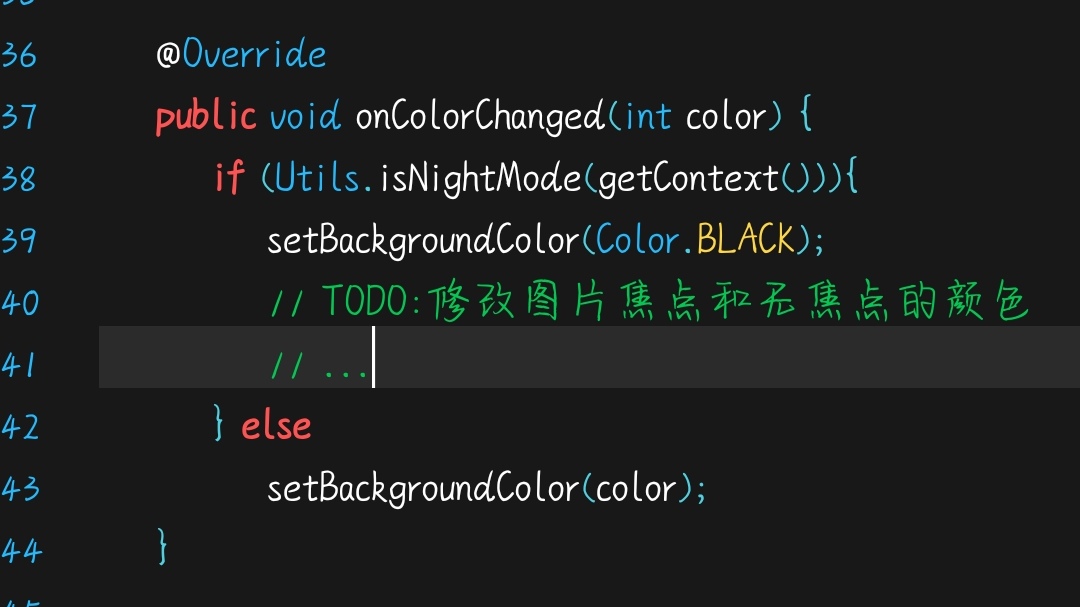 36 @Override
37 public void onColorChanged(int color) {
38 if (Utils.isNightMode(getContext())){
39 setBackgroundColor(Color.BLACK);
40 // TODO:修改图片焦点和无焦点的颜色
41 // ...
42 } else
43 setBackgroundColor(color);
44 }